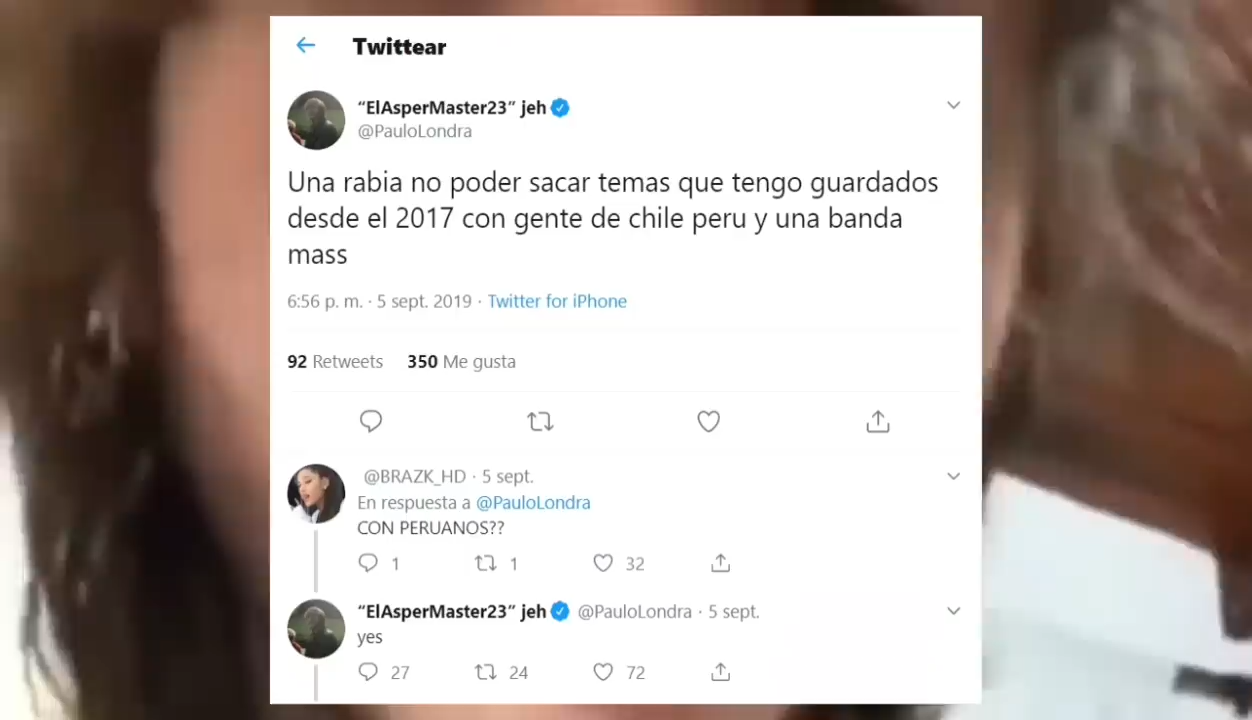 Twittear
“ElAsperMaster23” jeh
@PauloLondra
Una rabia no poder sacar temas que tengo guardados
desde el 2017 con gente de chile peru y una banda
mass
6:56 p. m. · 5 sept. 2019 · Twitter for iPhone
92 Retweets 350 Me gusta
@BRAZK_HD · 5 sept.
En respuesta a @PauloLondra
CON PERUANOS??
1 1 32
“ElAsperMaster23” jeh @PauloLondra · 5 sept.
yes
27 24 72